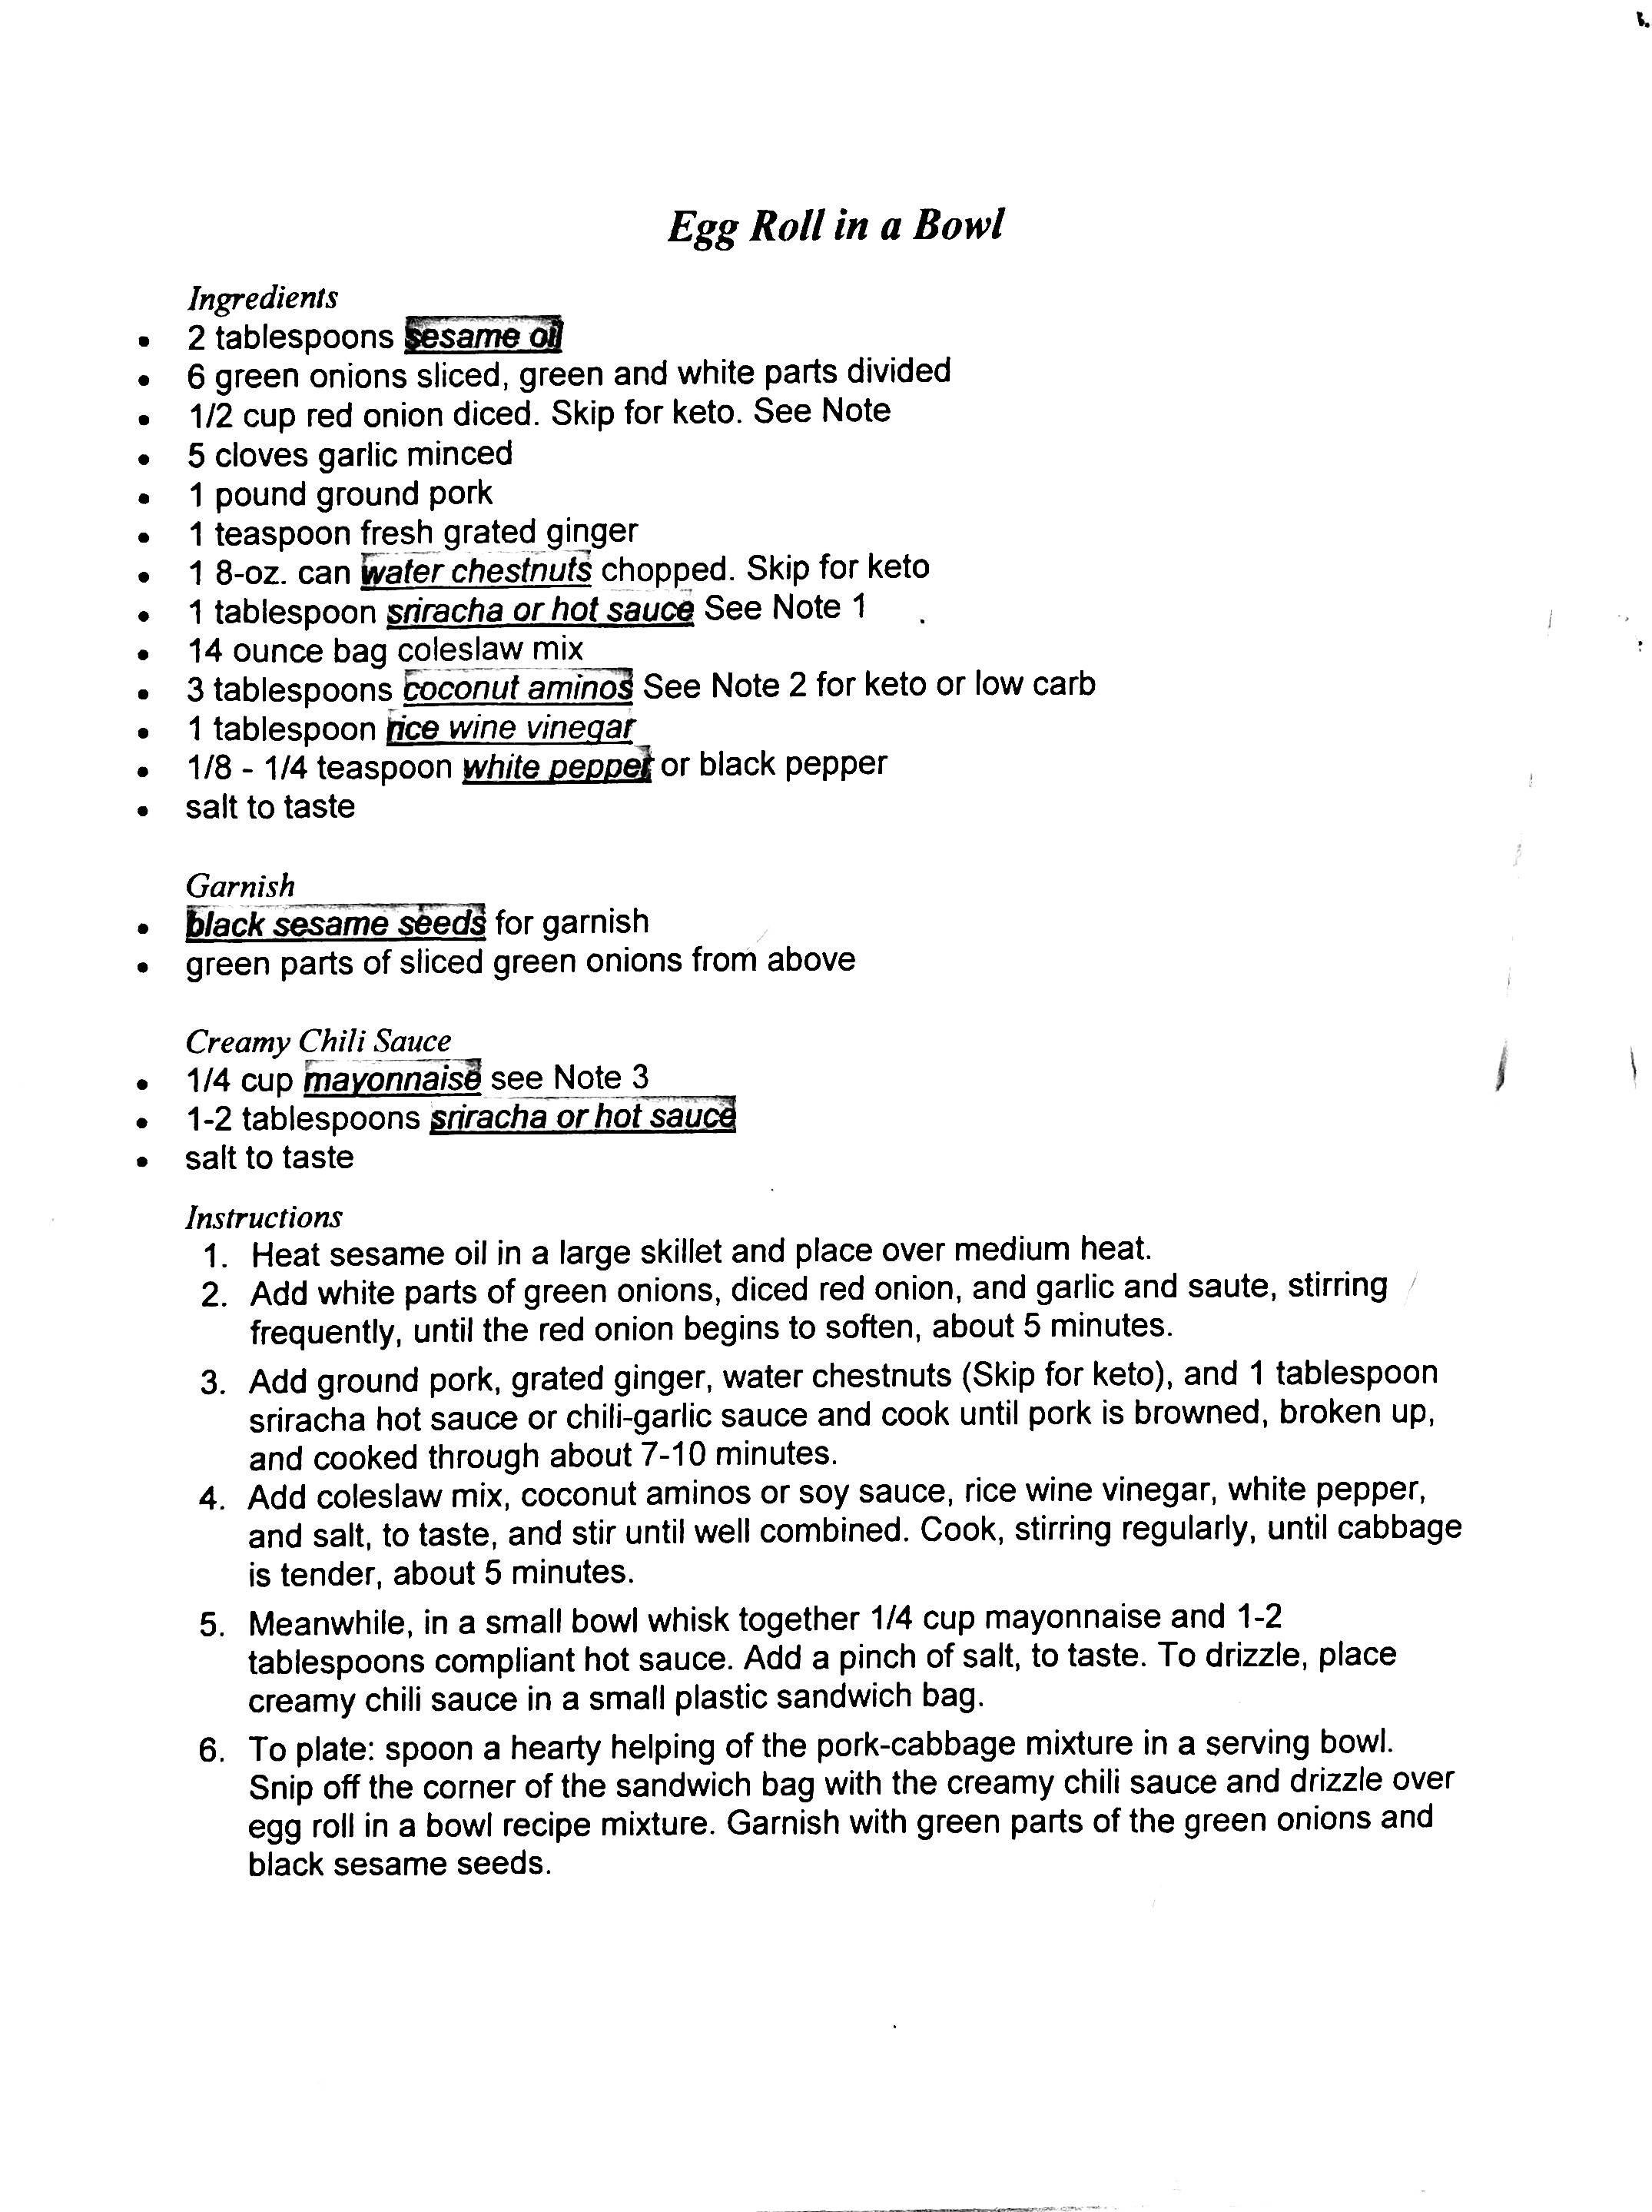 Egg Roll in a Bowl
Ingredients
• 2 tablespoons sesame oil
• 6 green onions sliced, green and white parts divided
• 1/2 cup red onion diced. Skip for keto. See Note
• 5 cloves garlic minced
• 1 pound ground pork
• 1 teaspoon fresh grated ginger
• 1 8-oz. can water chestnuts chopped. Skip for keto
• 1 tablespoon sriracha or hot sauce See Note 1
• 14 ounce bag coleslaw mix
• 3 tablespoons coconut aminos See Note 2 for keto or low carb
• 1 tablespoon rice wine vinegar
• 1/8 - 1/4 teaspoon white pepper or black pepper
• salt to taste
Garnish
• black sesame seeds for garnish
• green parts of sliced green onions from above
Creamy Chili Sauce
• 1/4 cup mayonnaise see Note 3
• 1-2 tablespoons sriracha or hot sauce
• salt to taste
Instructions
1. Heat sesame oil in a large skillet and place over medium heat.
2. Add white parts of green onions, diced red onion, and garlic and saute, stirring
frequently, until the red onion begins to soften, about 5 minutes.
3. Add ground pork, grated ginger, water chestnuts (Skip for keto), and 1 tablespoon
sriracha hot sauce or chili-garlic sauce and cook until pork is browned, broken up,
and cooked through about 7-10 minutes.
4. Add coleslaw mix, coconut aminos or soy sauce, rice wine vinegar, white pepper,
and salt, to taste, and stir until well combined. Cook, stirring regularly, until cabbage
is tender, about 5 minutes.
5. Meanwhile, in a small bowl whisk together 1/4 cup mayonnaise and 1-2
tablespoons compliant hot sauce. Add a pinch of salt, to taste. To drizzle, place
creamy chili sauce in a small plastic sandwich bag.
6. To plate: spoon a hearty helping of the pork-cabbage mixture in a serving bowl.
Snip off the corner of the sandwich bag with the creamy chili sauce and drizzle over
egg roll in a bowl recipe mixture. Garnish with green parts of the green onions and
black sesame seeds.